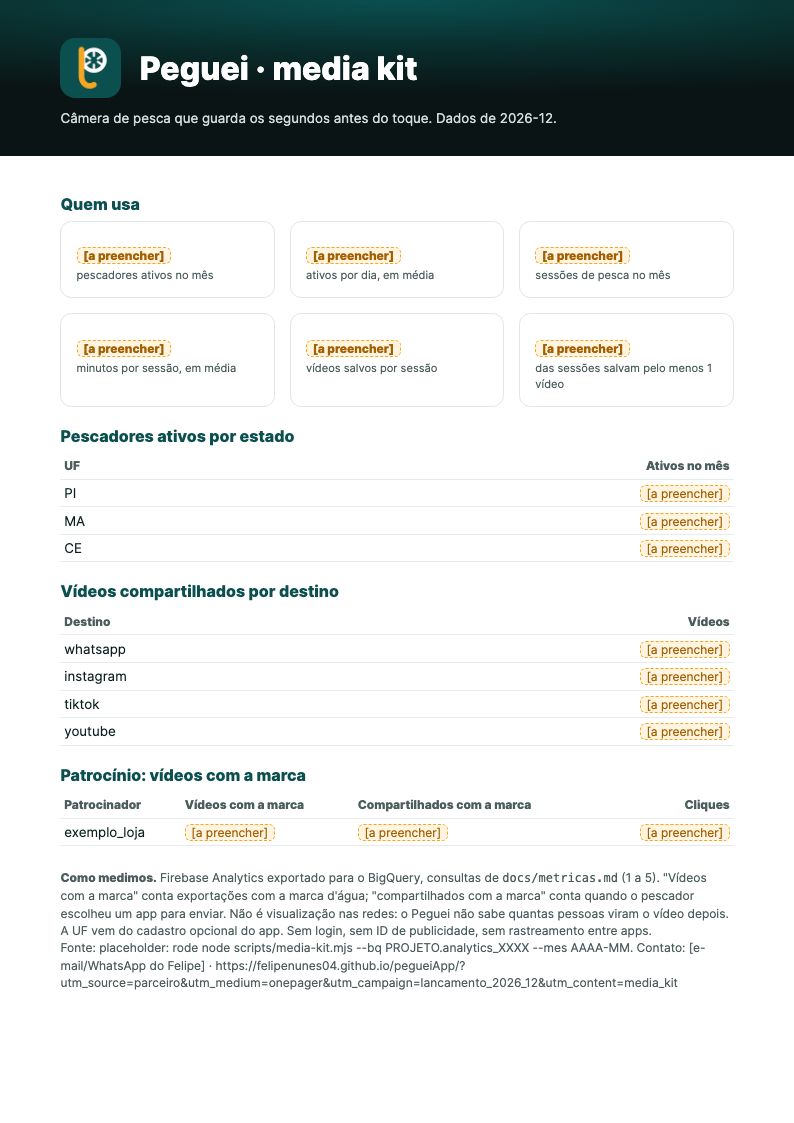 Peguei · media kit
Câmera de pesca que guarda os segundos antes do toque. Dados de 2026-12.
Quem usa
[a preencher]
pescadores ativos no mês
[a preencher]
ativos por dia, em média
[a preencher]
sessões de pesca no mês
[a preencher]
minutos por sessão, em média
[a preencher]
vídeos salvos por sessão
[a preencher]
das sessões salvam pelo menos 1
vídeo
Pescadores ativos por estado
UF Ativos no mês
PI [a preencher]
MA [a preencher]
CE [a preencher]
Vídeos compartilhados por destino
Destino Vídeos
whatsapp [a preencher]
instagram [a preencher]
tiktok [a preencher]
youtube [a preencher]
Patrocínio: vídeos com a marca
Patrocinador Vídeos com a marca Compartilhados com a marca Cliques
exemplo_loja [a preencher] [a preencher] [a preencher]
Como medimos. Firebase Analytics exportado para o BigQuery, consultas de docs/metricas.md (1 a 5). "Vídeos
com a marca" conta exportações com a marca d'água; "compartilhados com a marca" conta quando o pescador
escolheu um app para enviar. Não é visualização nas redes: o Peguei não sabe quantas pessoas viram o vídeo depois.
A UF vem do cadastro opcional do app. Sem login, sem ID de publicidade, sem rastreamento entre apps.
Fonte: placeholder: rode node scripts/media-kit.mjs --bq PROJETO.analytics_XXXX --mes AAAA-MM. Contato: [e-
mail/WhatsApp do Felipe] · https://felipenunes04.github.io/pegueiApp/?
utm_source=parceiro&utm_medium=onepager&utm_campaign=lancamento_2026_12&utm_content=media_kit